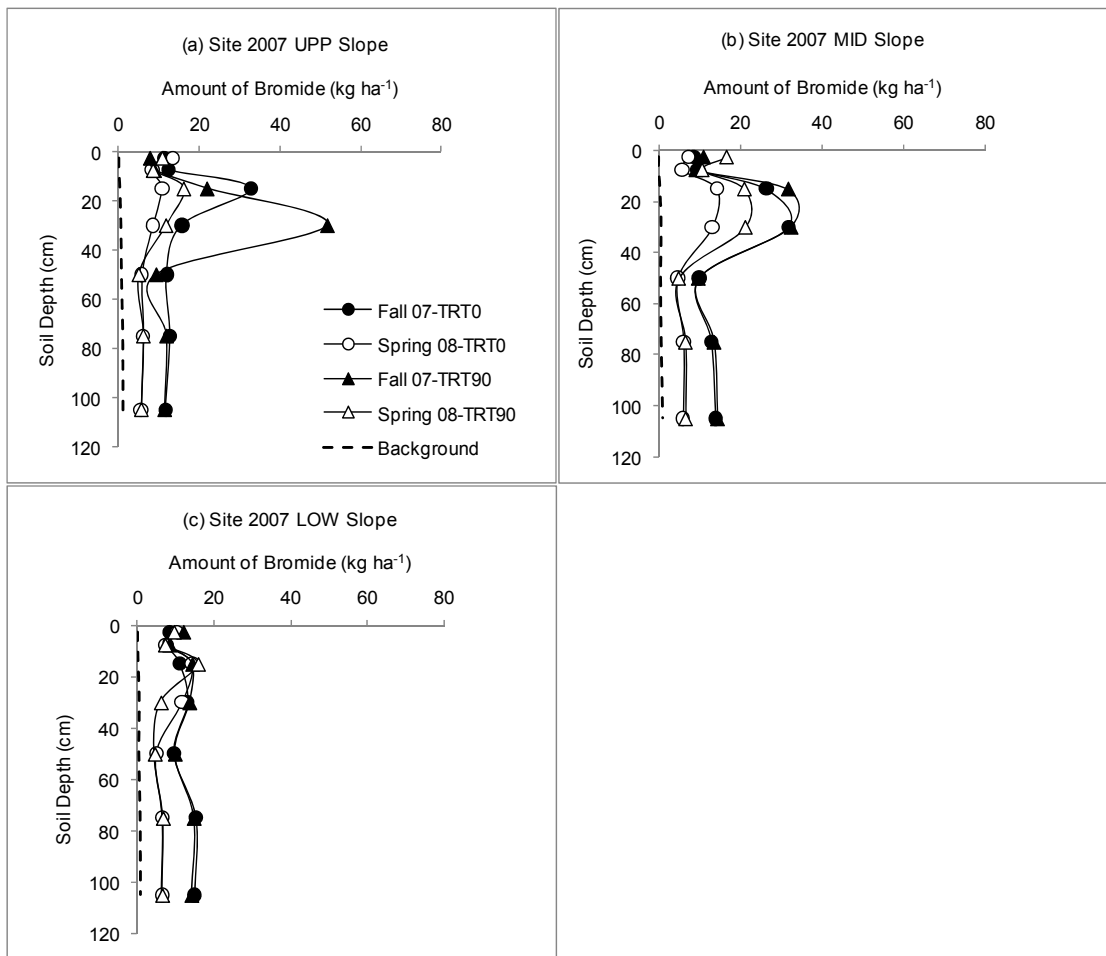 (a) Site 2007 UPP Slope
Amount of Bromide (kg ha⁻¹)
0 20 40 60 80
0
20
40
60
80
100
120
Soil Depth (cm)
Fall 07-TRT0
Spring 08-TRT0
Fall 07-TRT90
Spring 08-TRT90
Background
(b) Site 2007 MID Slope
Amount of Bromide (kg ha⁻¹)
0 20 40 60 80
0
20
40
60
80
100
120
Soil Depth (cm)
(c) Site 2007 LOW Slope
Amount of Bromide (kg ha⁻¹)
0 20 40 60 80
0
20
40
60
80
100
120
Soil Depth (cm)